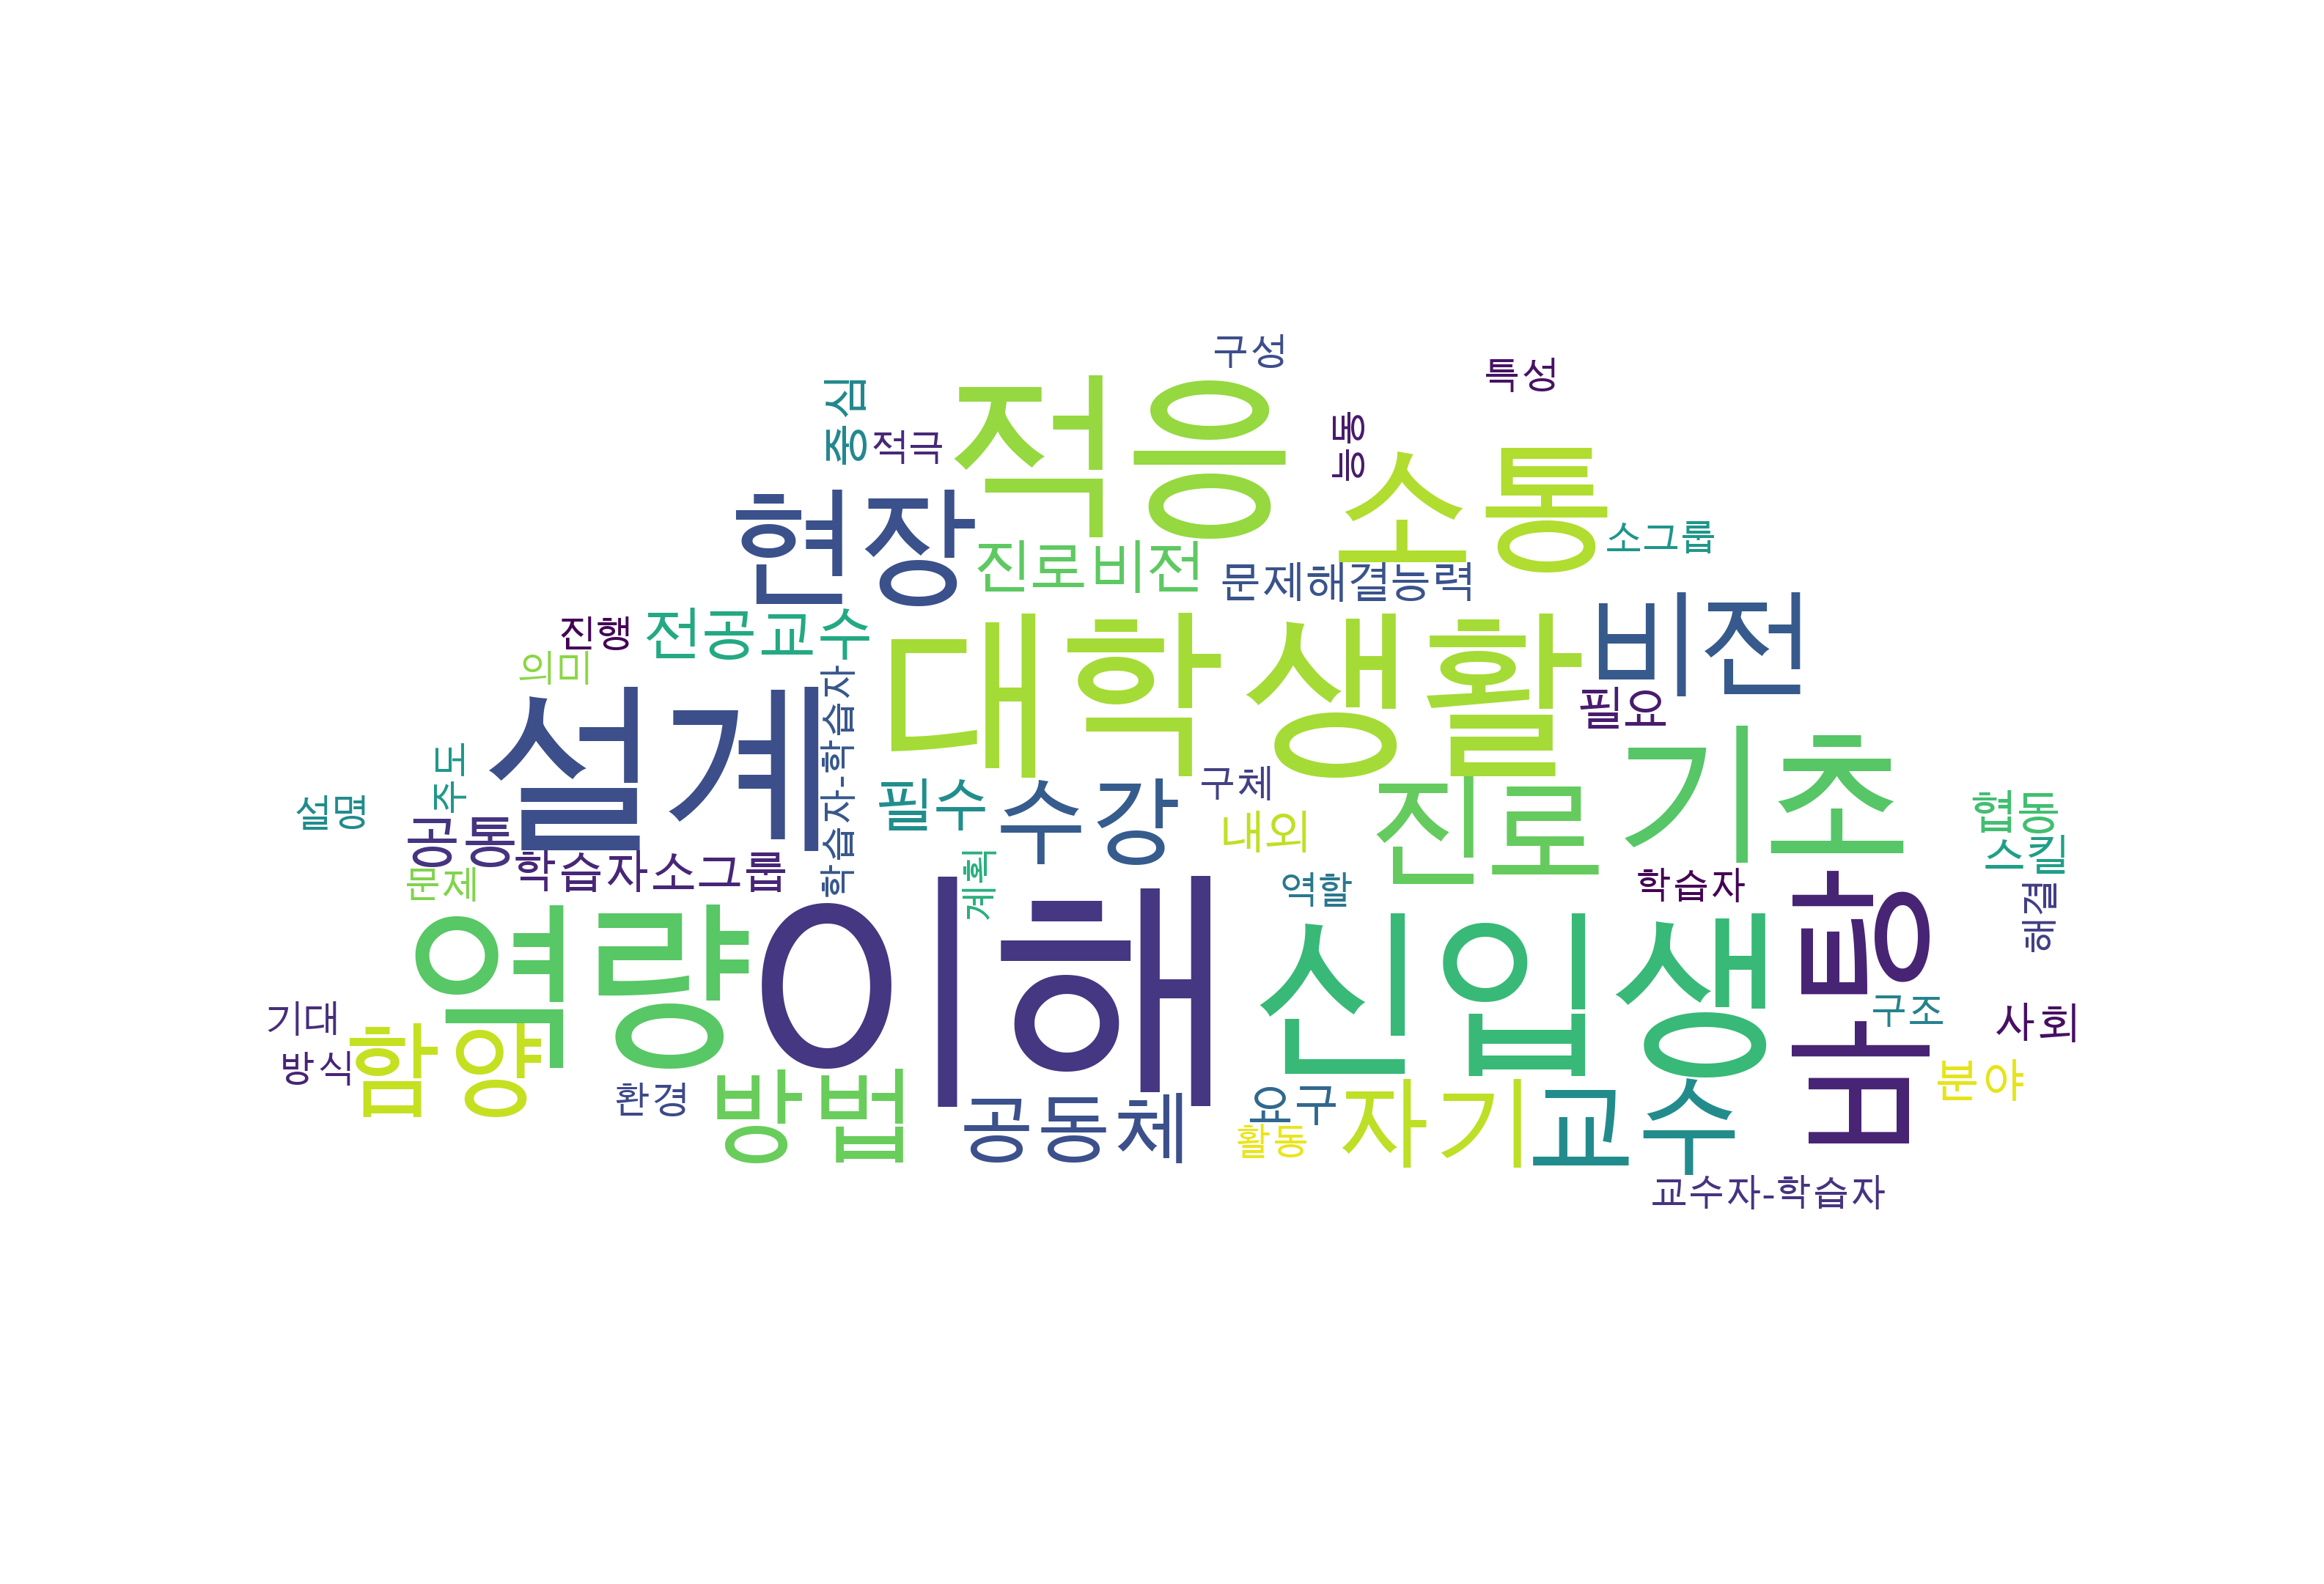 구성
특성
중심
적극
적응
능동
소통
현장
진로비전
문제해결능력
소그룹
비전
진행
전공교수
의미
대학생활
필요
설계
학습자-학습자
기초
주도
설명
공통
필수
수강
구체
내외
진로
협동
스킬
문제
학습자소그룹
계획
역할
학습자
해결
역량
이해
신입생
남양
구조
사회
기대
방식
함양
환경
방법
공동체
요구
활동
자기
교수
분야
교수자-학습자